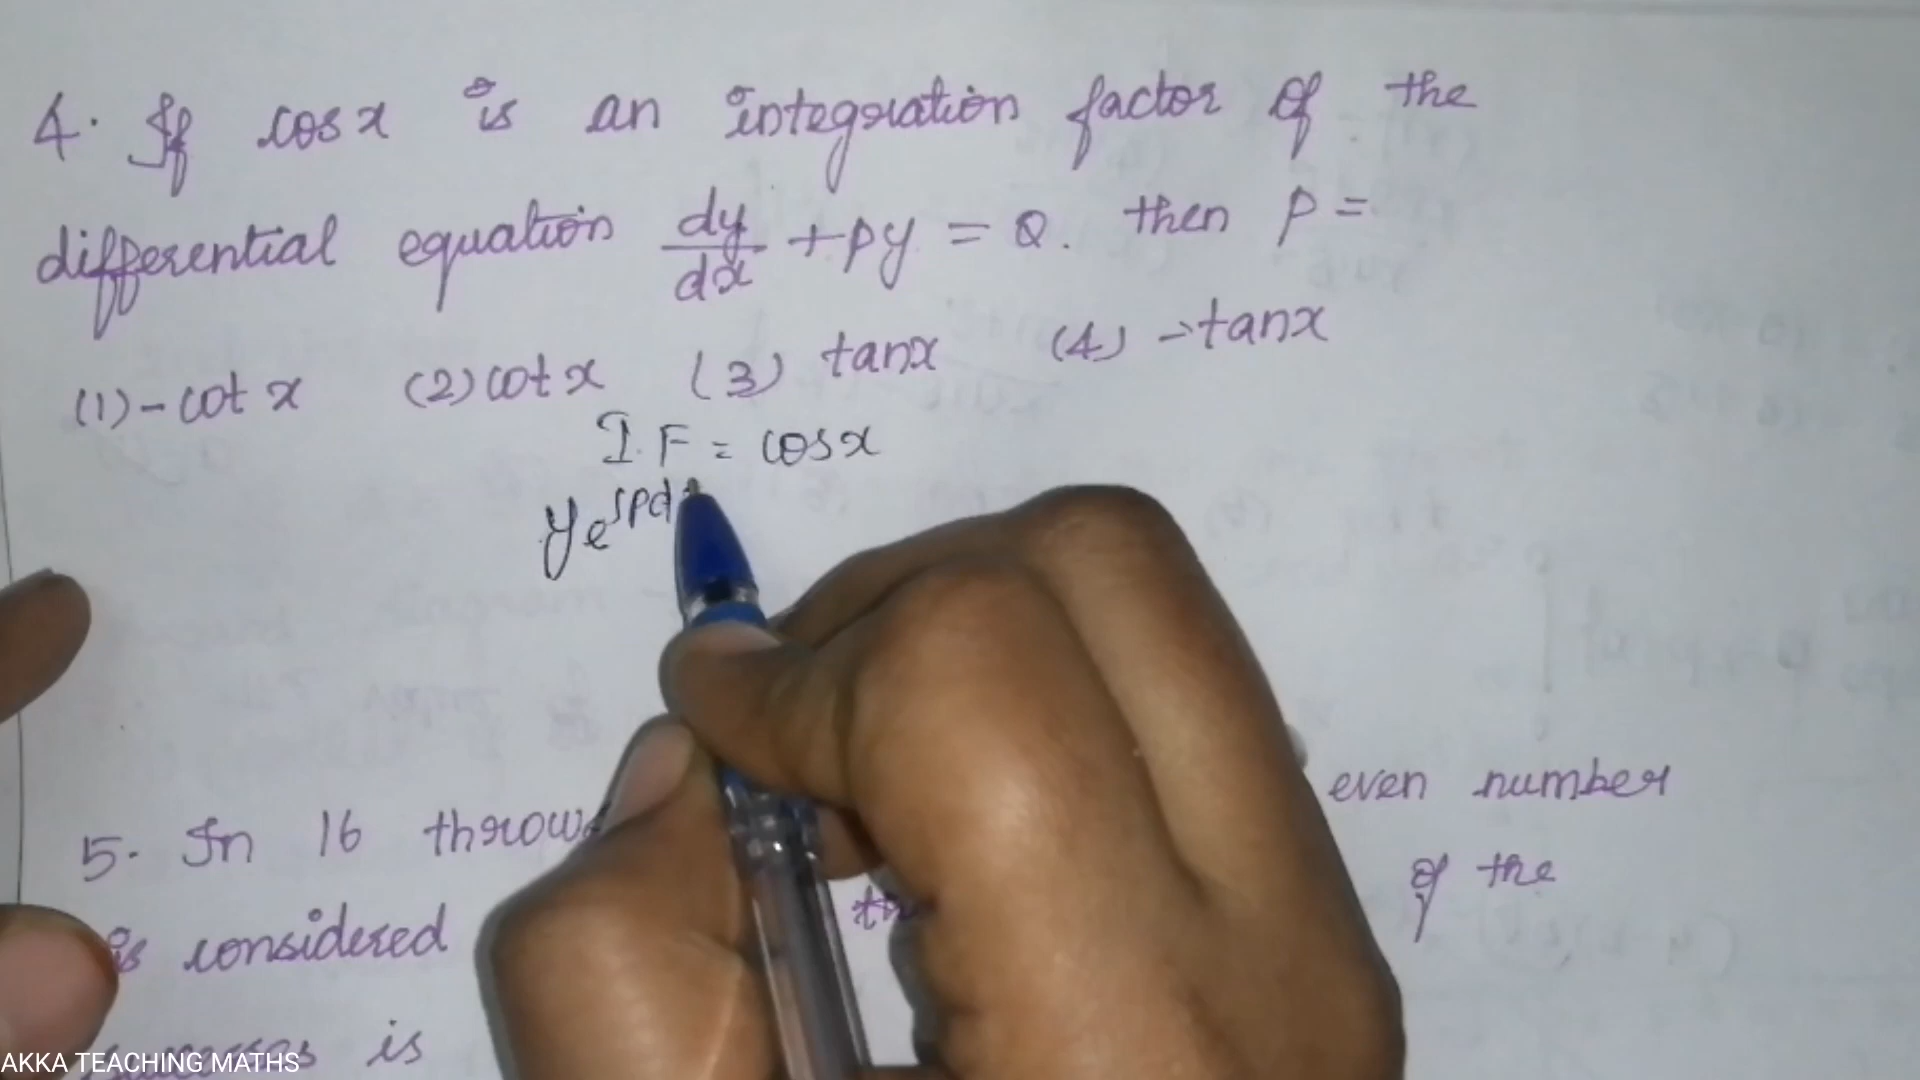 4. If cos x is an integration factor of the
differential equation dy/dx + py = Q. then P =
(1) - cot x (2) cot x (3) tan x (4) - tan x
I.F = cos x
y e^∫pd
5. In 16 throws even number
is considered of the
successes is
AKKA TEACHING MATHS